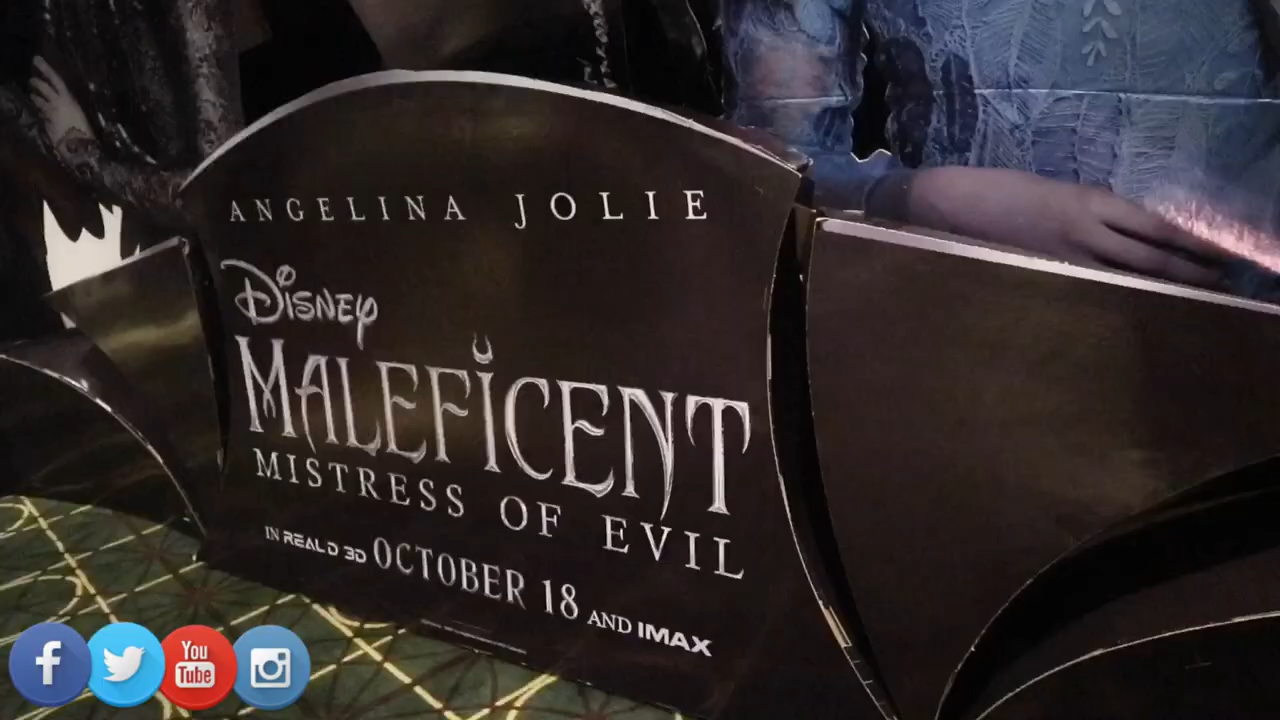 ANGELINA JOLIE
DISNEY
MALEFICENT
MISTRESS OF EVIL
IN REALD 3D OCTOBER 18 AND IMAX
f You Tube